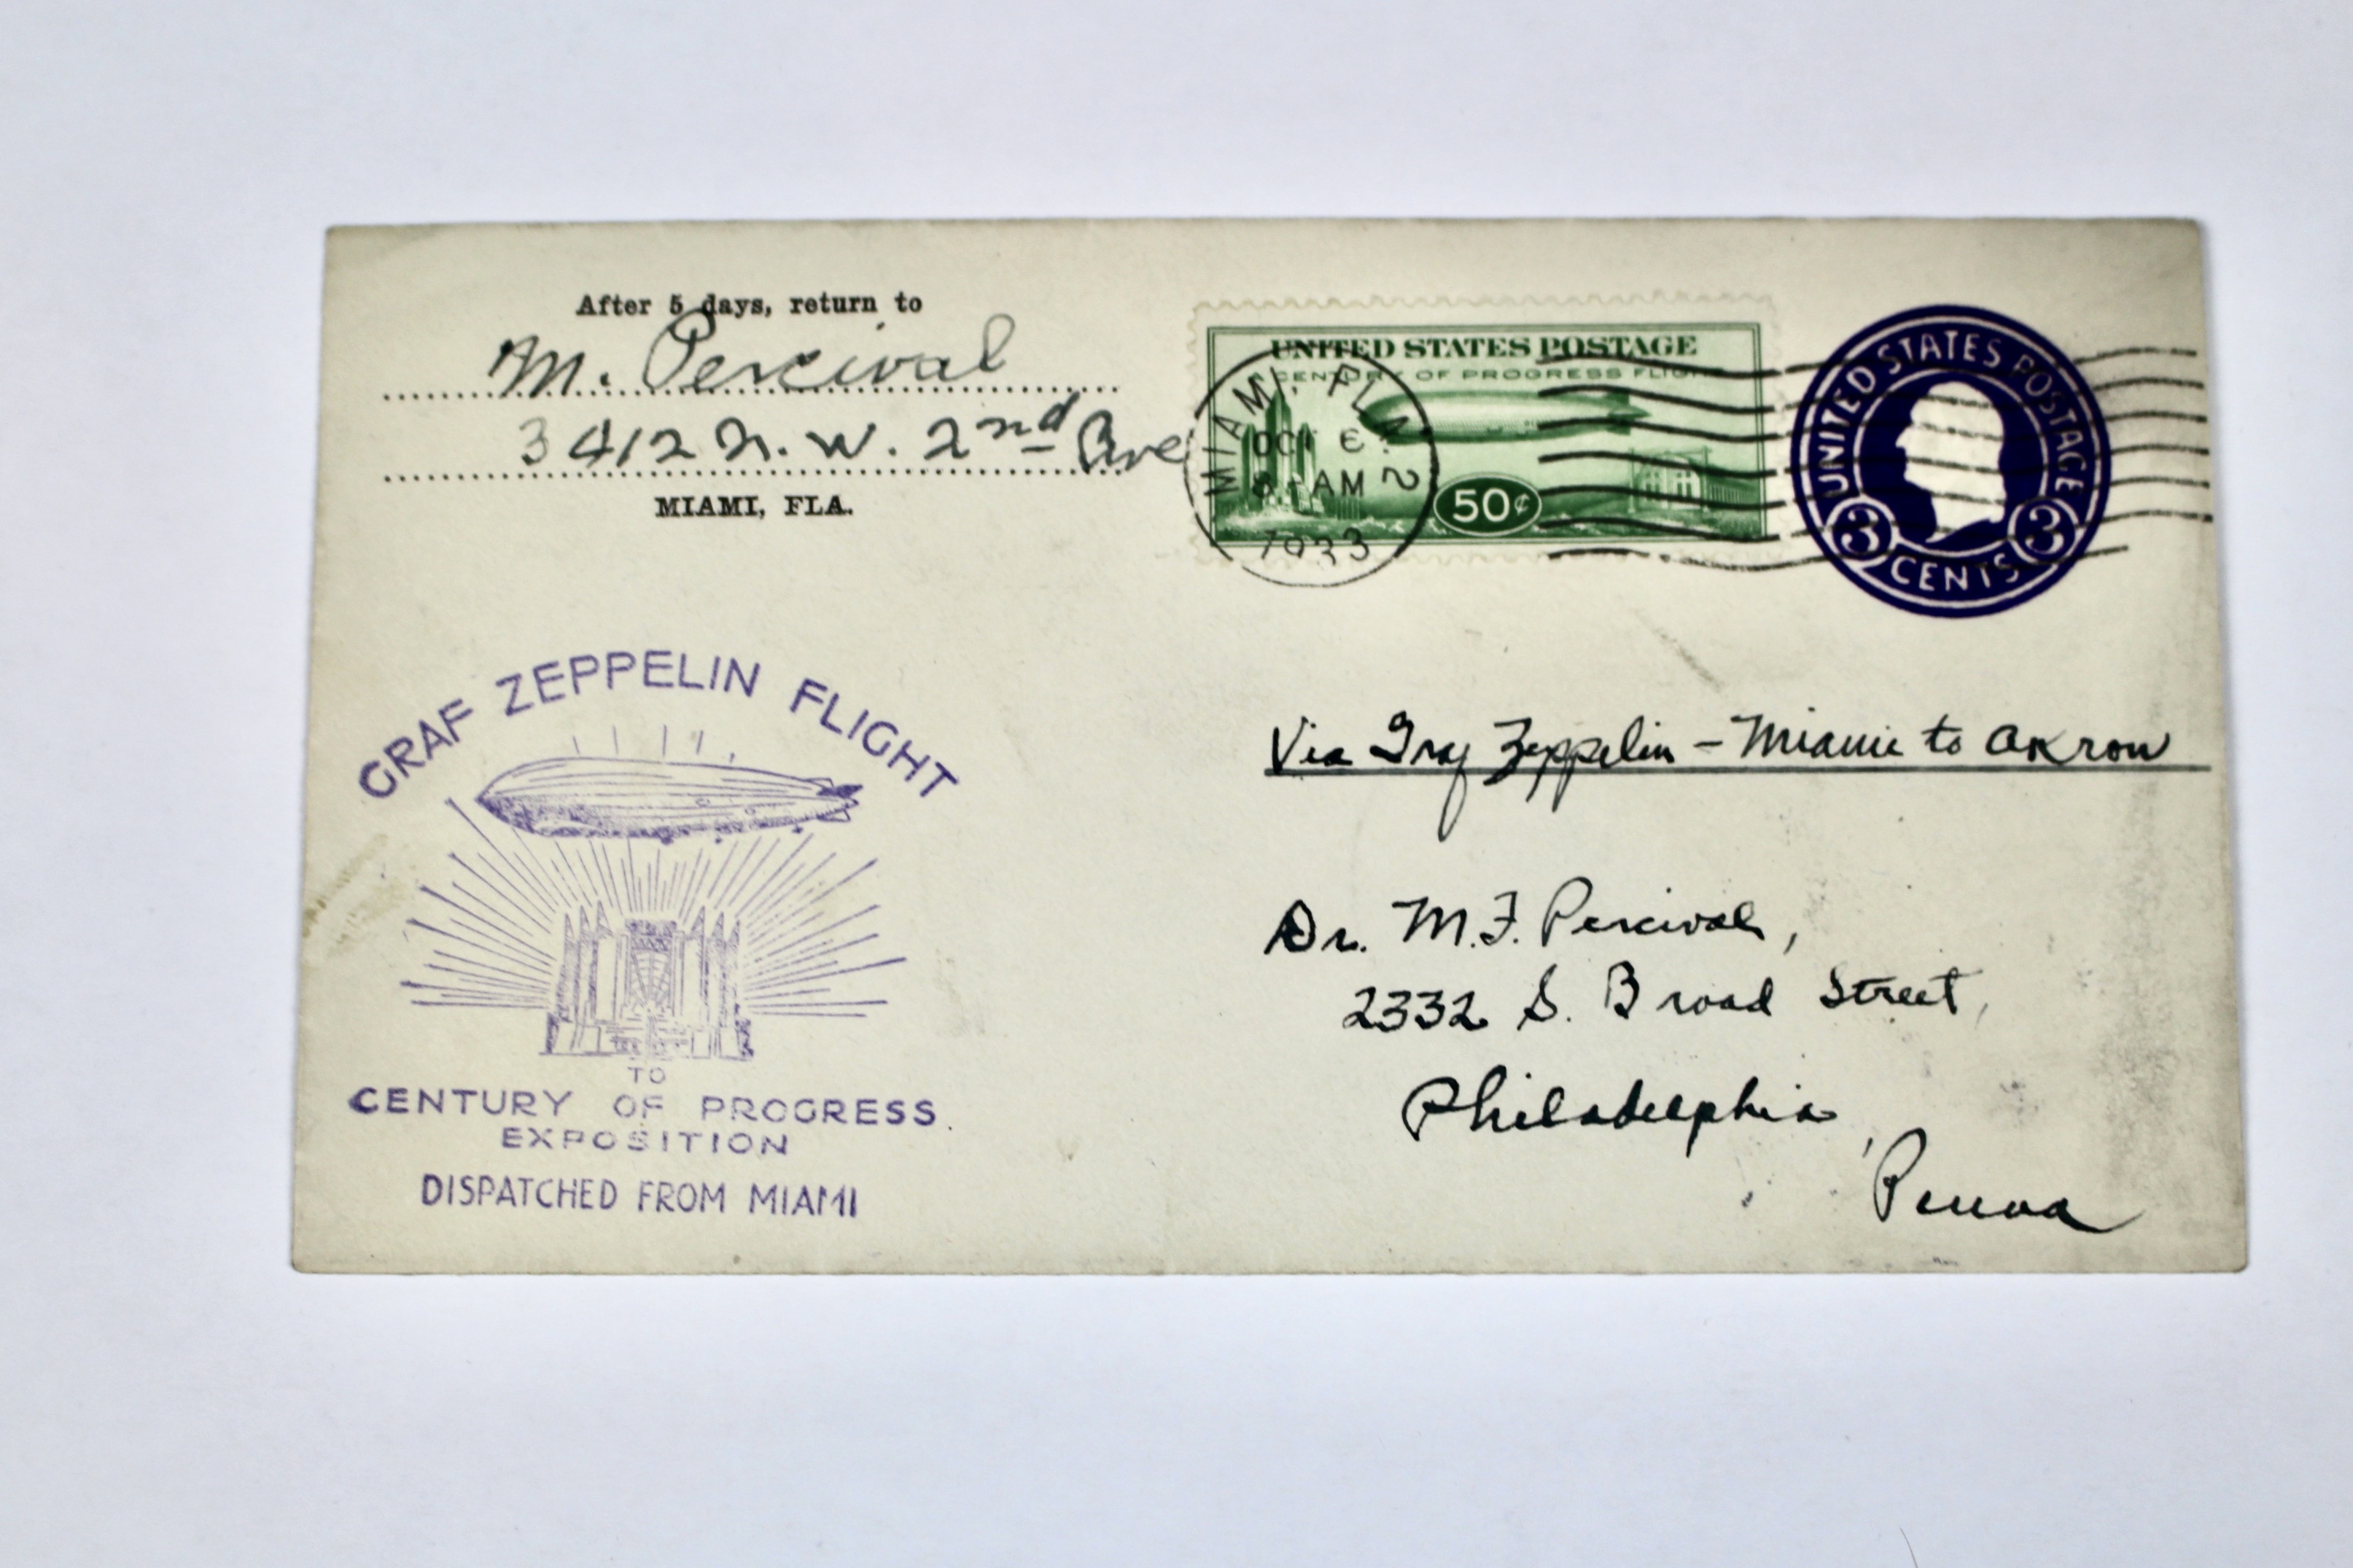 After 5 days, return to
M. Percival
3412 N. W. 2nd Ave
MIAMI, FLA.
UNITED STATES POSTAGE
A CENTURY OF PROGRESS FLIGHT
50¢
MIAMI, FLA. 2
OCT
AM
1933
UNITED STATES POSTAGE
3 3
CENTS
GRAF ZEPPELIN FLIGHT
TO
CENTURY OF PROGRESS
EXPOSITION
DISPATCHED FROM MIAMI
Via Graf Zeppelin – Miami to Akron
Dr. M.F. Percival,
2332 S. Broad Street,
Philadelphia,
Penna